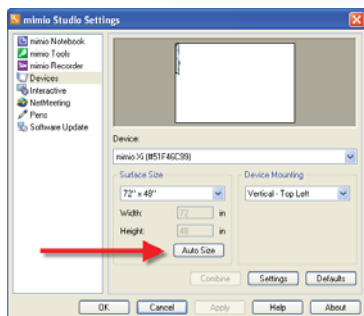 mimio Studio Settings
mimio Notebook
mimio Tools
mimio Recorder
Devices
Interactive
NetMeeting
Pens
Software Update
Device:
mimio Xi (#51F46C99)
Surface Size
Device Mounting
72" x 48"
Vertical - Top Left
Width: 72 in
Height: 48 in
Auto Size
Combine Settings Defaults
OK Cancel Apply Help About